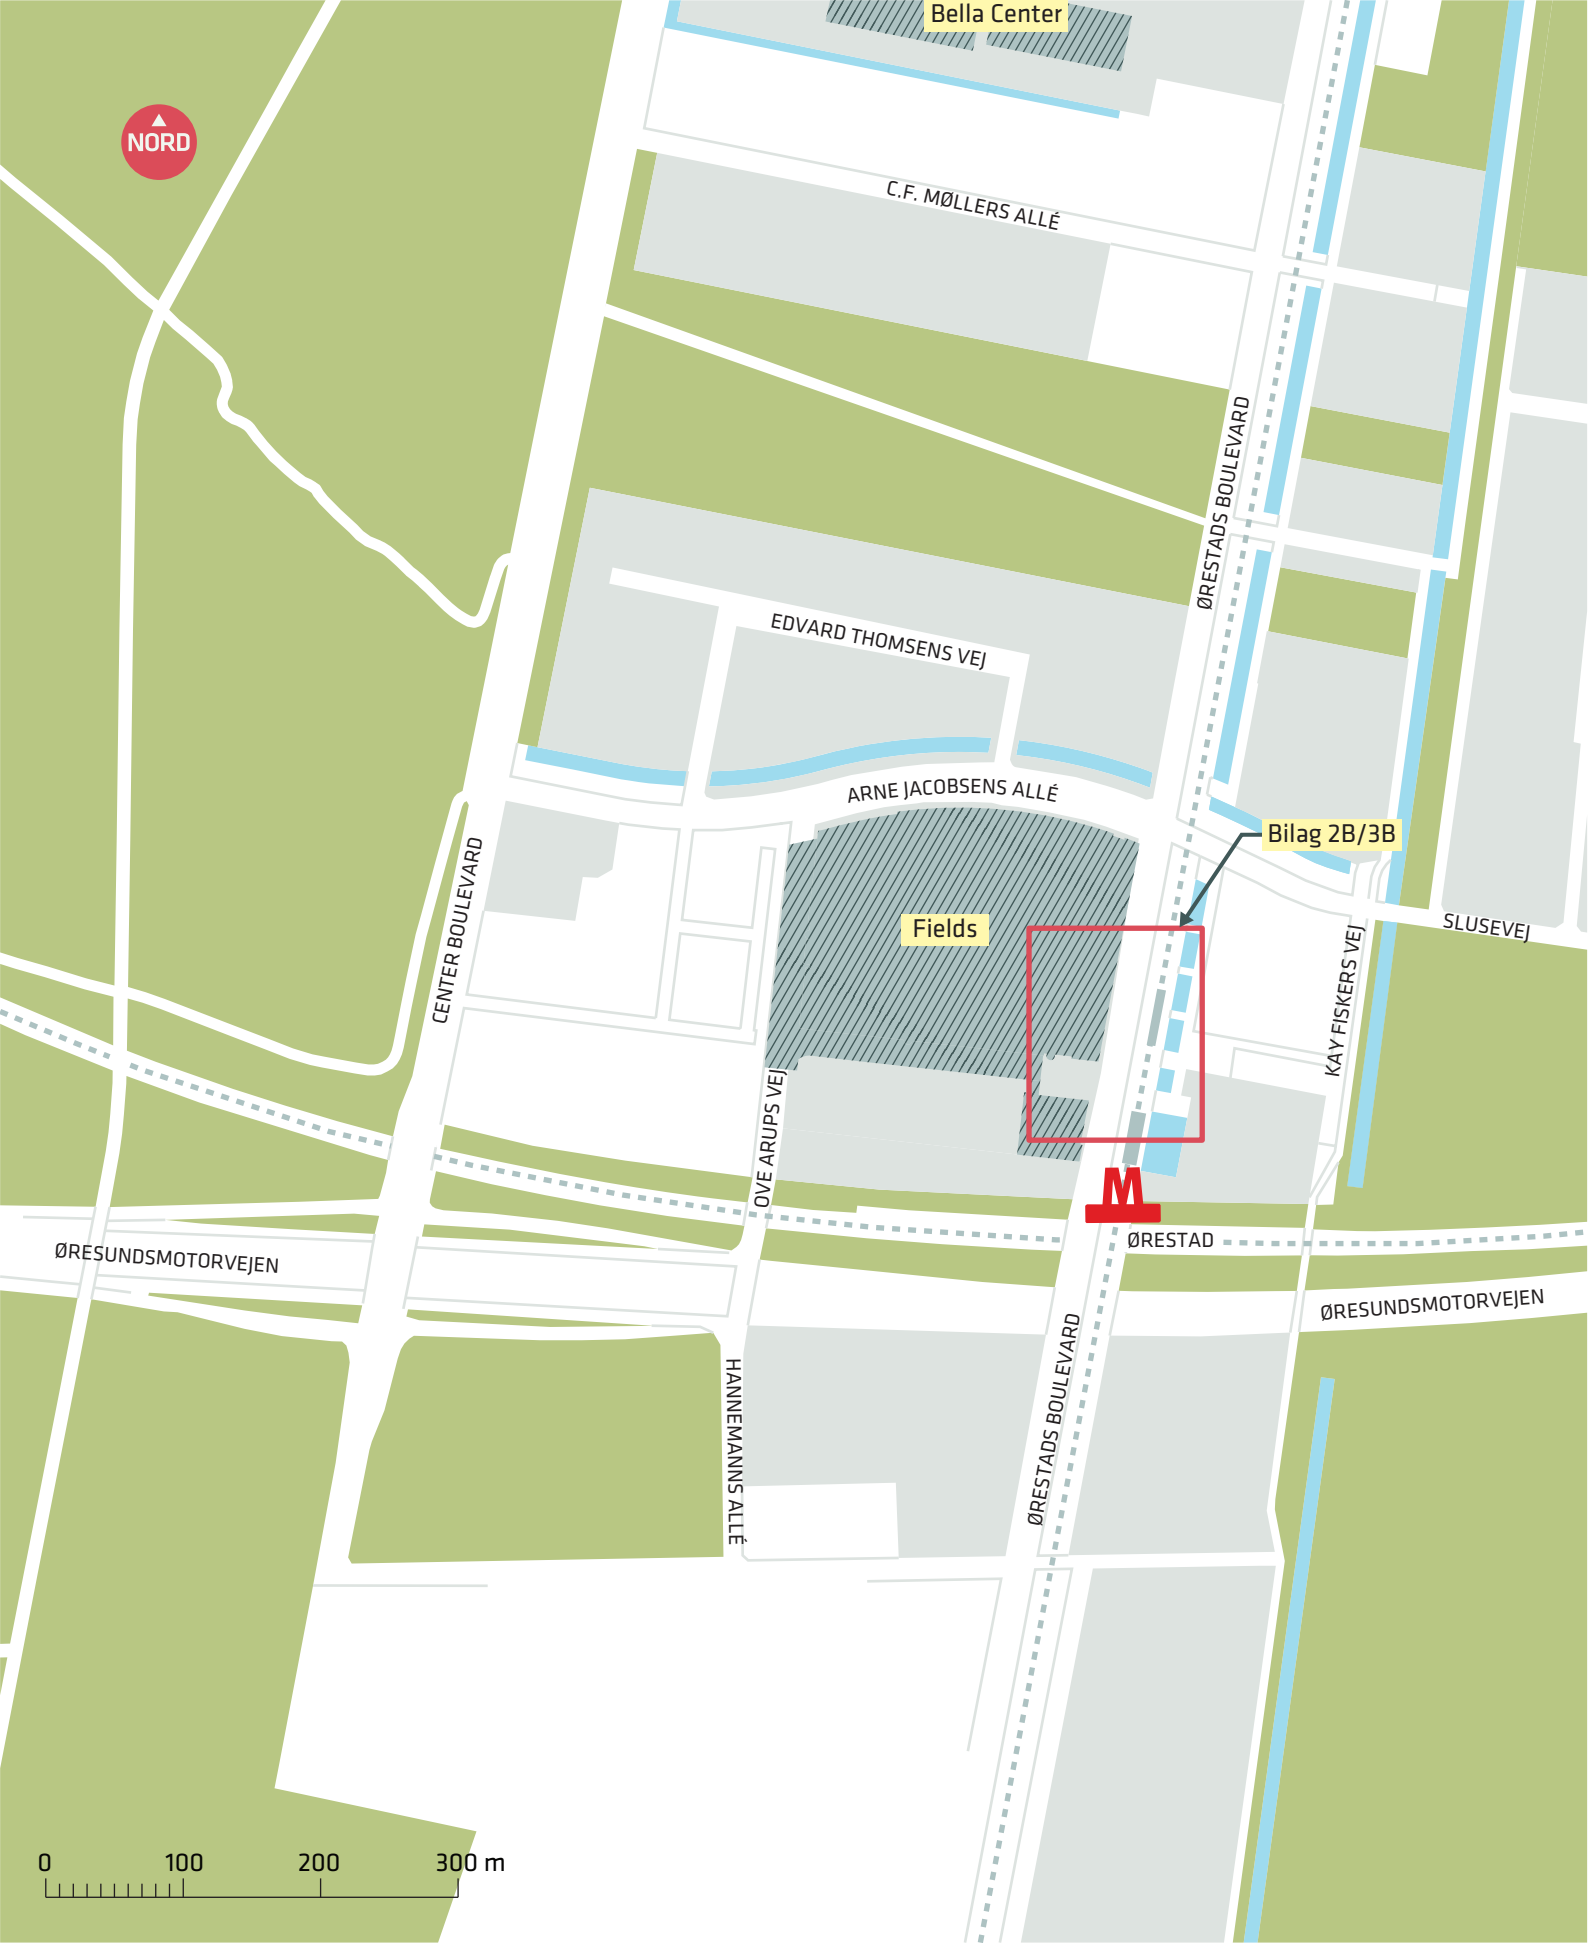 Bella Center
NORD
C.F. MØLLERS ALLÉ
ØRESTADS BOULEVARD
EDVARD THOMSENS VEJ
ARNE JACOBSENS ALLÉ
Bilag 2B/3B
CENTER BOULEVARD
Fields
SLUSEVEJ
KAY FISKERS VEJ
OVE ARUPS VEJ
M
ØRESTAD
ØRESUNDSMOTORVEJEN
ØRESUNDSMOTORVEJEN
HANNEMANNS ALLÉ
ØRESTADS BOULEVARD
0 100 200 300 m